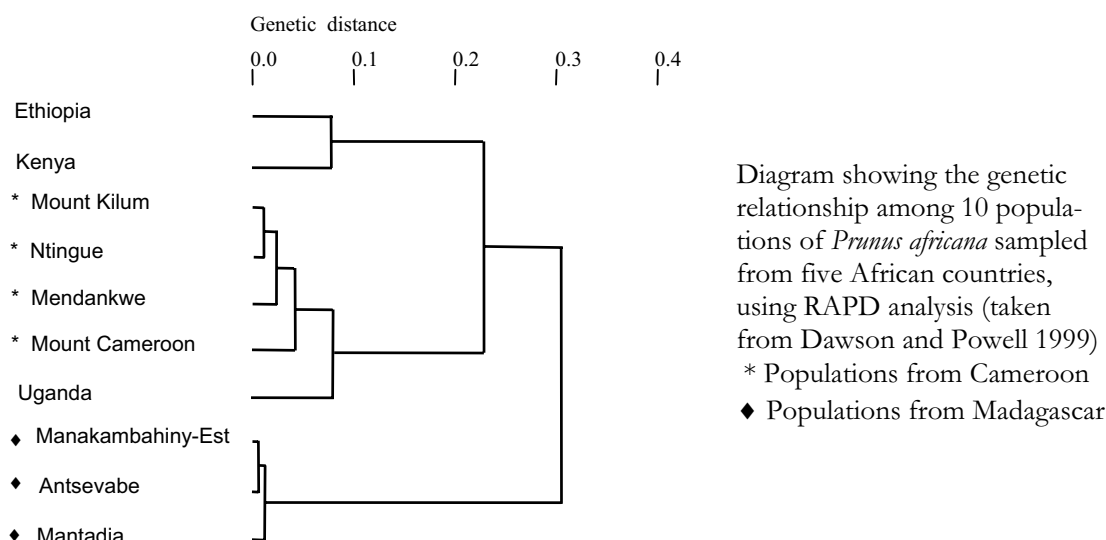 Genetic distance
0.0 0.1 0.2 0.3 0.4
Ethiopia
Kenya
* Mount Kilum
* Ntingue
* Mendankwe
* Mount Cameroon
Uganda
♦ Manakambahiny-Est
♦ Antsevabe
♦ Mantadia
Diagram showing the genetic
relationship among 10 popula-
tions of Prunus africana sampled
from five African countries,
using RAPD analysis (taken
from Dawson and Powell 1999)
* Populations from Cameroon
♦ Populations from Madagascar